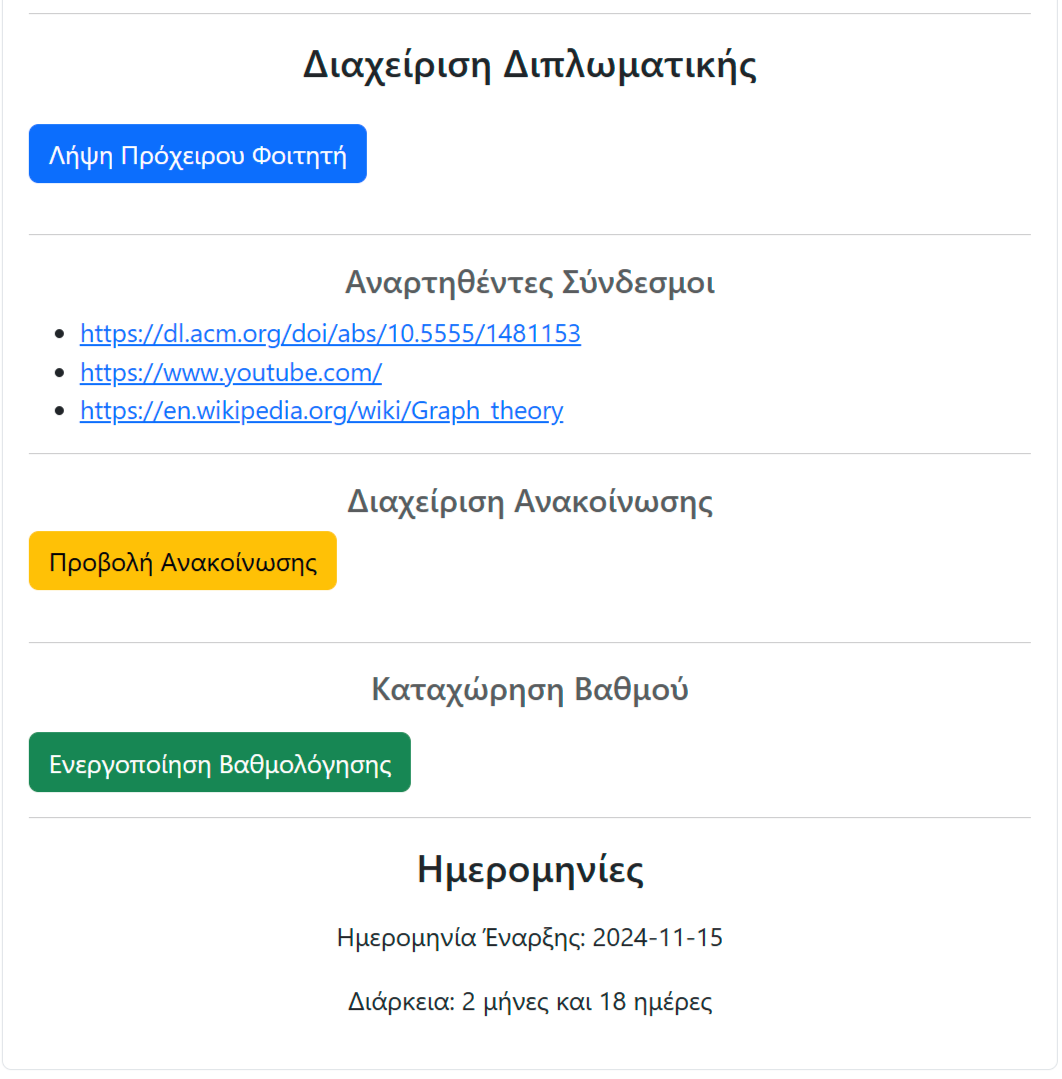 Διαχείριση Διπλωματικής
Λήψη Πρόχειρου Φοιτητή
Αναρτηθέντες Σύνδεσμοι
https://dl.acm.org/doi/abs/10.5555/1481153
https://www.youtube.com/
https://en.wikipedia.org/wiki/Graph_theory
Διαχείριση Ανακοίνωσης
Προβολή Ανακοίνωσης
Καταχώρηση Βαθμού
Ενεργοποίηση Βαθμολόγησης
Ημερομηνίες
Ημερομηνία Έναρξης: 2024-11-15
Διάρκεια: 2 μήνες και 18 ημέρες